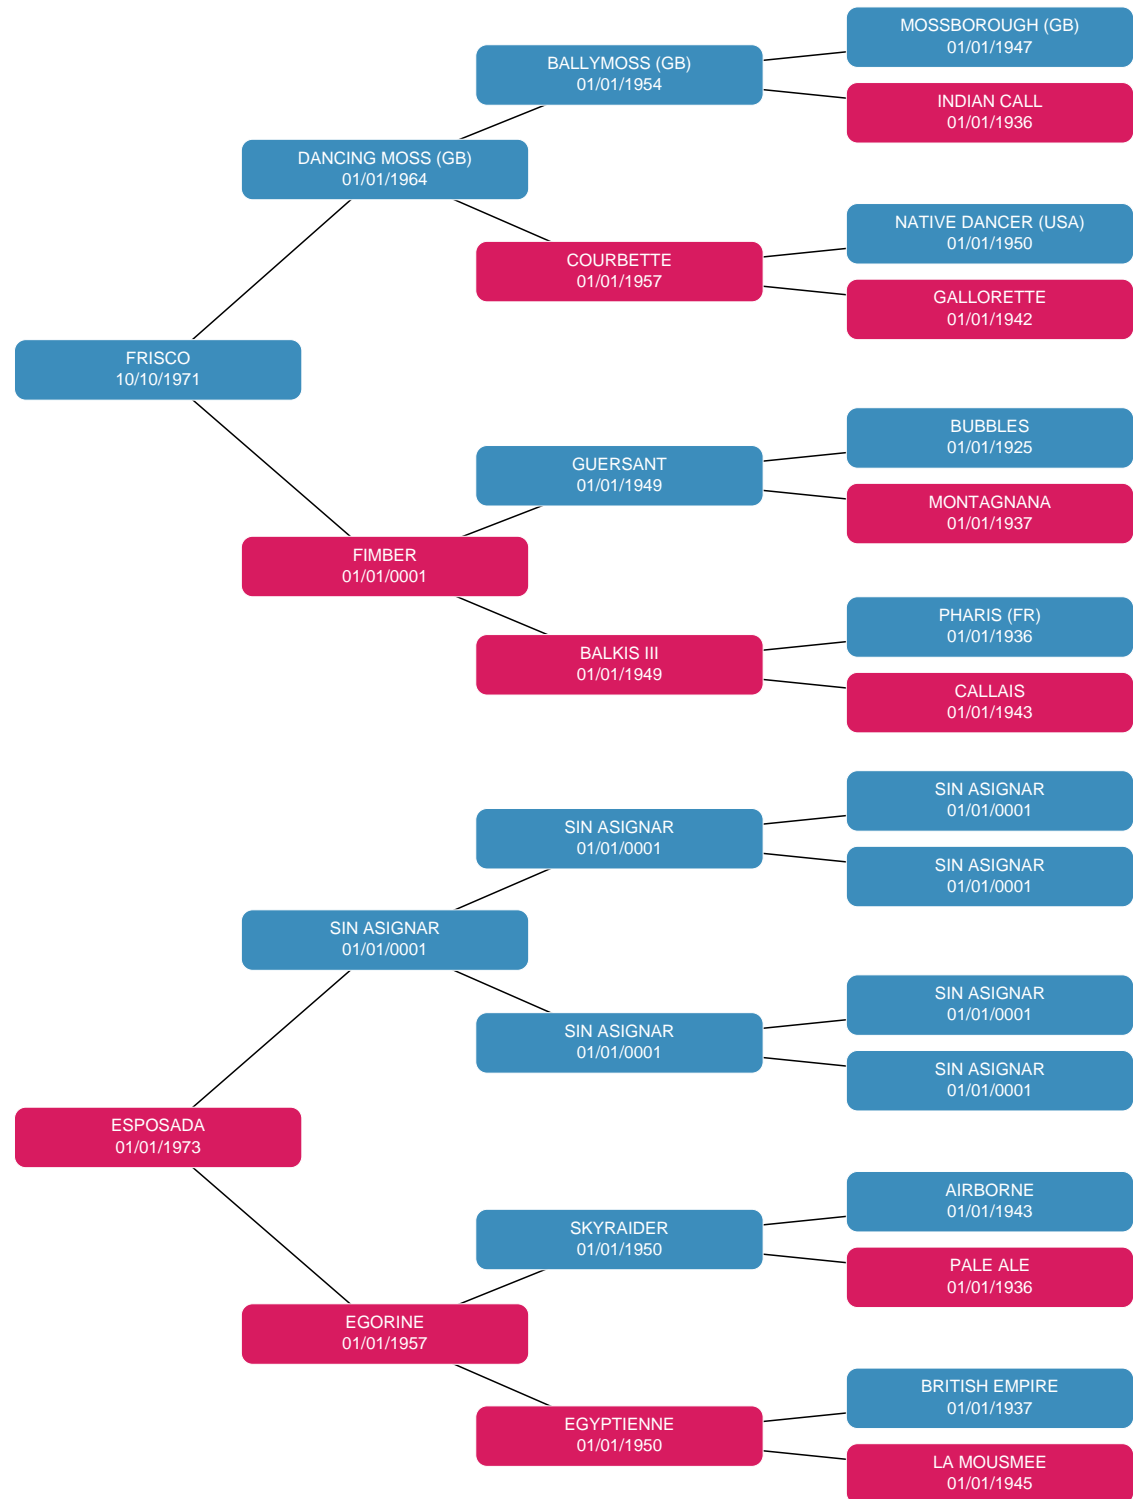 MOSSBOROUGH (GB)
01/01/1947
BALLYMOSS (GB)
01/01/1954
INDIAN CALL
01/01/1936
DANCING MOSS (GB)
01/01/1964
NATIVE DANCER (USA)
01/01/1950
COURBETTE
01/01/1957
GALLORETTE
01/01/1942
FRISCO
10/10/1971
BUBBLES
01/01/1925
GUERSANT
01/01/1949
MONTAGNANA
01/01/1937
FIMBER
01/01/0001
PHARIS (FR)
01/01/1936
BALKIS III
01/01/1949
CALLAIS
01/01/1943
SIN ASIGNAR
01/01/0001
SIN ASIGNAR
01/01/0001
SIN ASIGNAR
01/01/0001
SIN ASIGNAR
01/01/0001
SIN ASIGNAR
01/01/0001
SIN ASIGNAR
01/01/0001
SIN ASIGNAR
01/01/0001
ESPOSADA
01/01/1973
AIRBORNE
01/01/1943
SKYRAIDER
01/01/1950
PALE ALE
01/01/1936
EGORINE
01/01/1957
BRITISH EMPIRE
01/01/1937
EGYPTIENNE
01/01/1950
LA MOUSMEE
01/01/1945